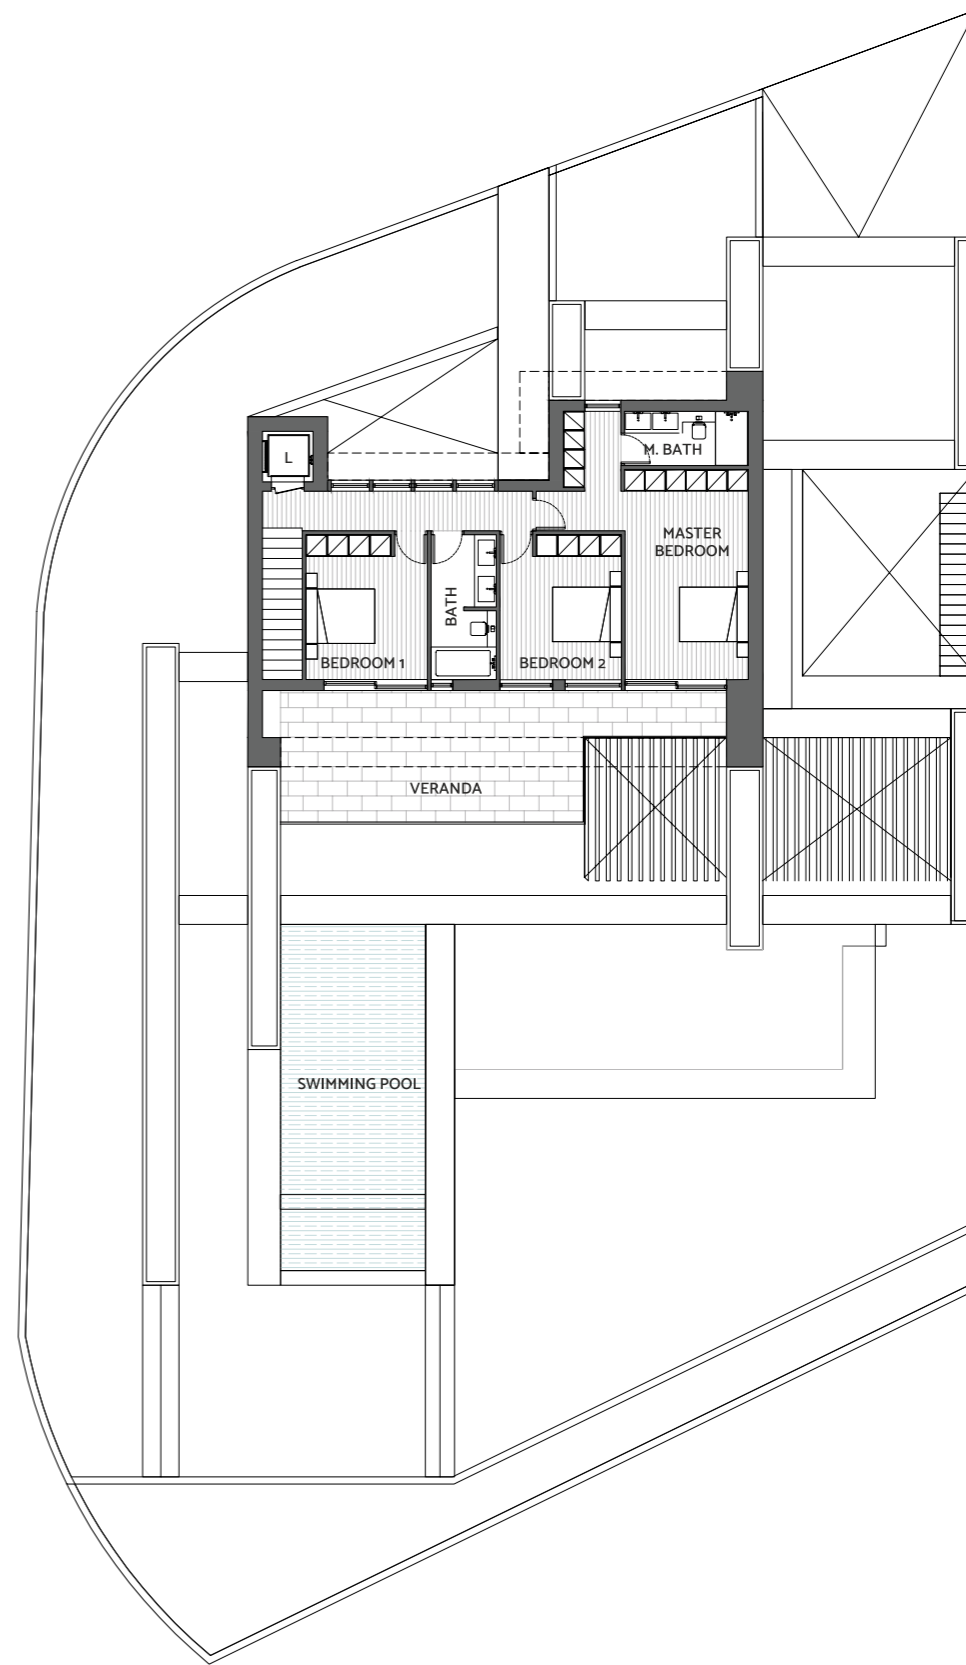 L
M. BATH
MASTER
BEDROOM
BATH
BEDROOM 1
BEDROOM 2
VERANDA
SWIMMING POOL